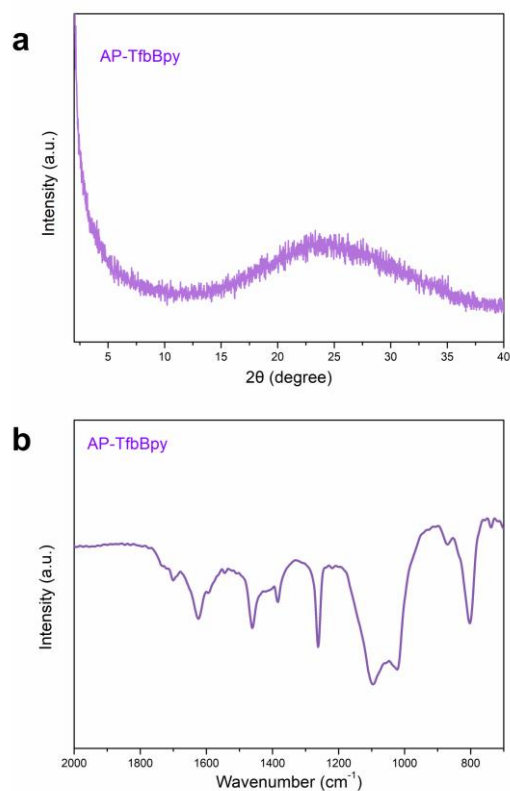 a
AP-TfbBpy
Intensity (a.u.)
5 10 15 20 25 30 35 40
2θ (degree)
b
AP-TfbBpy
Intensity (a.u.)
2000 1800 1600 1400 1200 1000 800
Wavenumber (cm⁻¹)